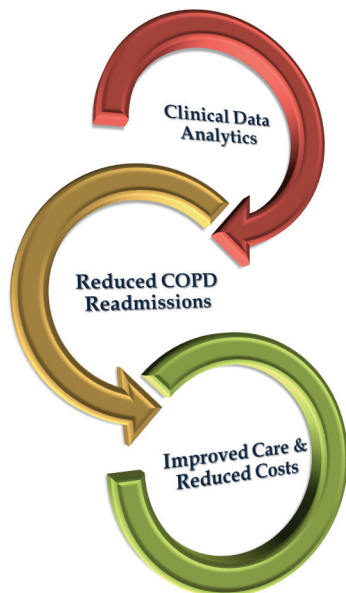 Clinical Data
Analytics
Reduced COPD
Readmissions
Improved Care &
Reduced Costs